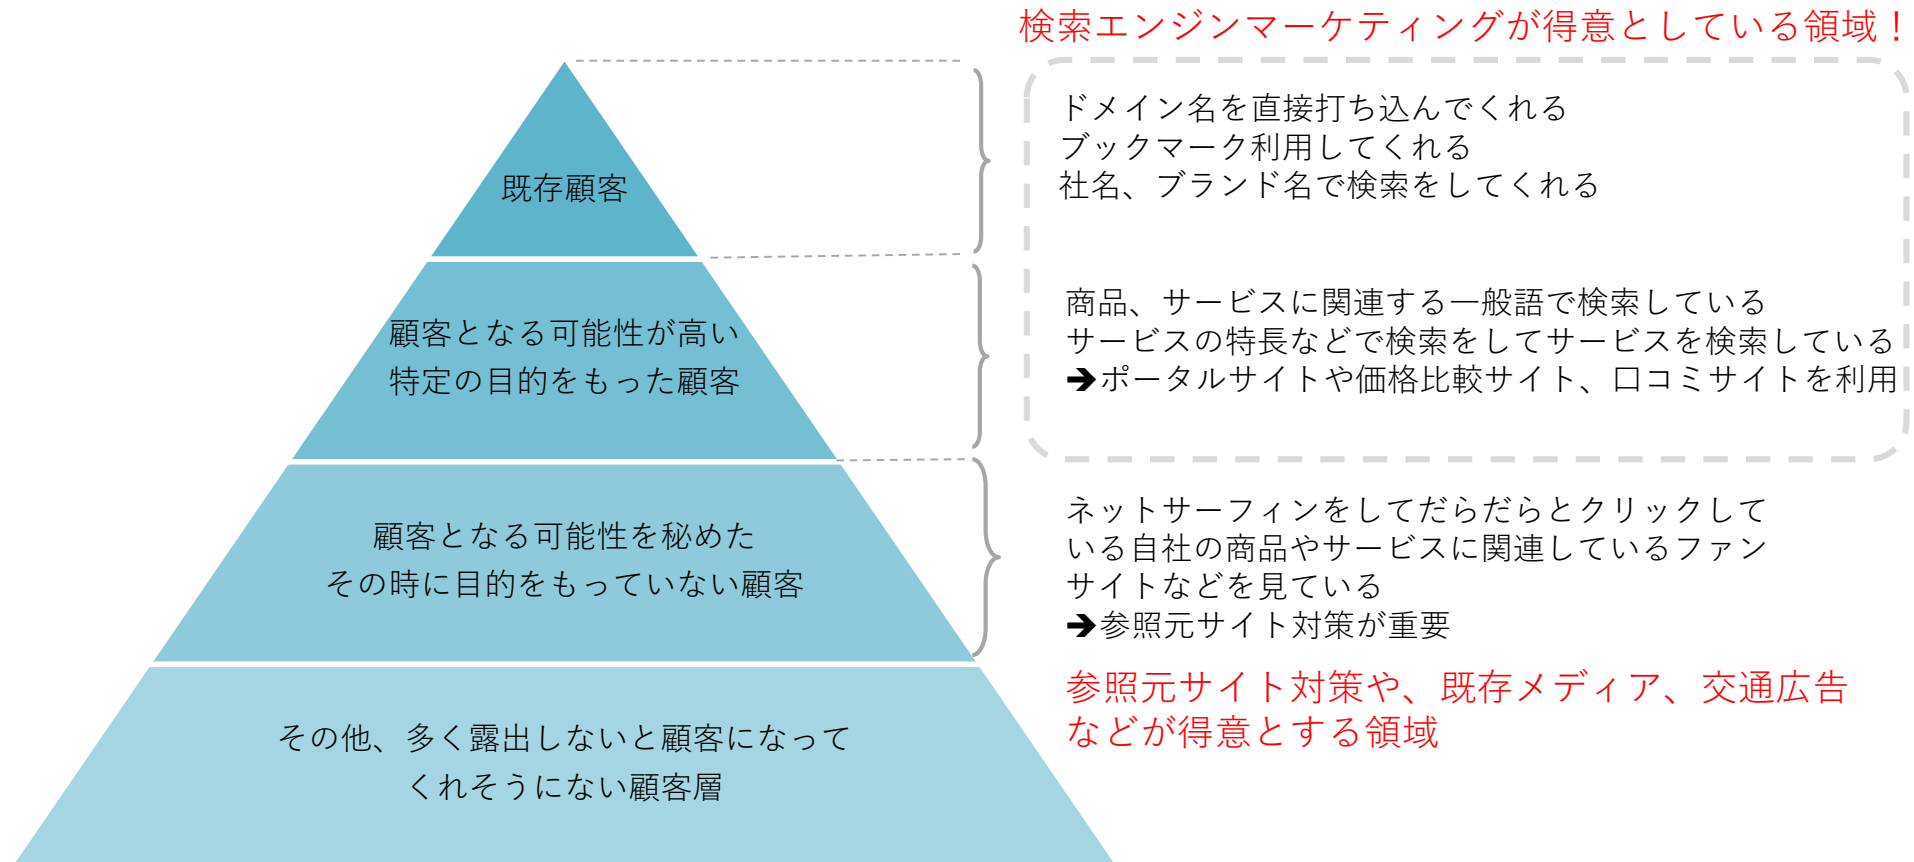 検索エンジンマーケティングが得意としている領域！
既存顧客
ドメイン名を直接打ち込んでくれる
ブックマーク利用してくれる
社名、ブランド名で検索をしてくれる
顧客となる可能性が高い
特定の目的をもった顧客
商品、サービスに関連する一般語で検索している
サービスの特長などで検索をしてサービスを検索している
➔ポータルサイトや価格比較サイト、口コミサイトを利用
顧客となる可能性を秘めた
その時に目的をもっていない顧客
ネットサーフィンをしてだらだらとクリックして
いる自社の商品やサービスに関連しているファン
サイトなどを見ている
➔参照元サイト対策が重要
その他、多く露出しないと顧客になって
くれそうにない顧客層
参照元サイト対策や、既存メディア、交通広告
などが得意とする領域